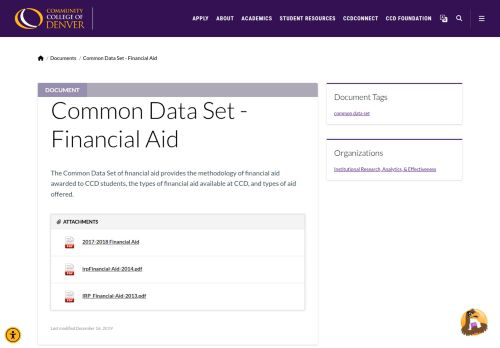 COMMUNITY
COLLEGE OF
DENVER
APPLY ABOUT ACADEMICS STUDENT RESOURCES CCDCONNECT CCD FOUNDATION
/ Documents / Common Data Set - Financial Aid
DOCUMENT
Common Data Set -
Financial Aid
The Common Data Set of financial aid provides the methodology of financial aid
awarded to CCD students, the types of financial aid available at CCD, and types of aid
offered.
ATTACHMENTS
PDF
2017-2018 Financial Aid
PDF
irpFinancial-Aid-2014.pdf
PDF
IRP_Financial-Aid-2013.pdf
Last modified December 16, 2019
Document Tags
common data set
Organizations
Institutional Research, Analytics, & Effectiveness